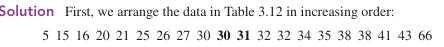 Solution First, we arrange the data in Table 3.12 in increasing order:
5 15 16 20 21 25 26 27 30 30 31 32 32 34 35 38 38 41 43 66